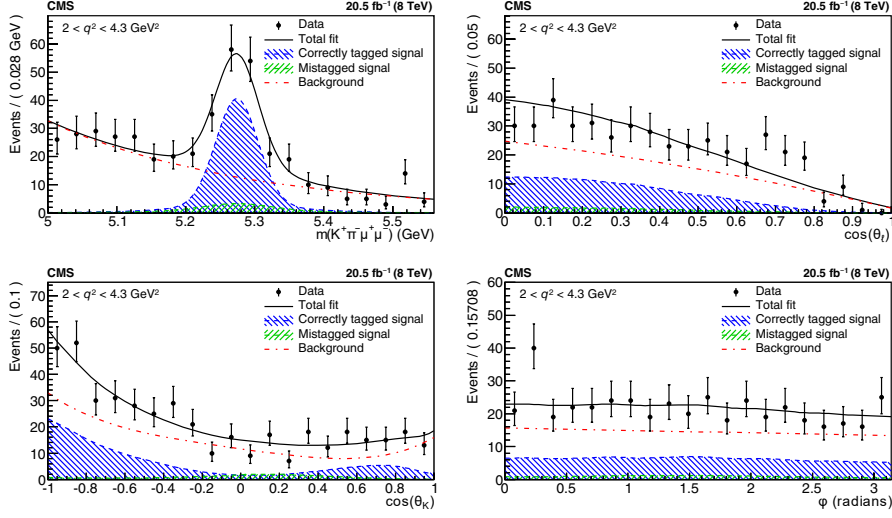 CMS 20.5 fb⁻¹ (8 TeV)
2 < q² < 4.3 GeV²
Data
Total fit
Correctly tagged signal
Mistagged signal
Background
Events / ( 0.028 GeV )
0 10 20 30 40 50 60
5 5.1 5.2 5.3 5.4 5.5
m(K⁺π⁻μ⁺μ⁻) (GeV)
CMS 20.5 fb⁻¹ (8 TeV)
2 < q² < 4.3 GeV²
Data
Total fit
Correctly tagged signal
Mistagged signal
Background
Events / ( 0.05 )
0 10 20 30 40 50 60
0 0.1 0.2 0.3 0.4 0.5 0.6 0.7 0.8 0.9 1
cos(θℓ)
CMS 20.5 fb⁻¹ (8 TeV)
2 < q² < 4.3 GeV²
Data
Total fit
Correctly tagged signal
Mistagged signal
Background
Events / ( 0.1 )
0 10 20 30 40 50 60 70
-1 -0.8 -0.6 -0.4 -0.2 0 0.2 0.4 0.6 0.8 1
cos(θK)
CMS 20.5 fb⁻¹ (8 TeV)
2 < q² < 4.3 GeV²
Data
Total fit
Correctly tagged signal
Mistagged signal
Background
Events / ( 0.15708 )
0 10 20 30 40 50 60
0 0.5 1 1.5 2 2.5 3
φ (radians)